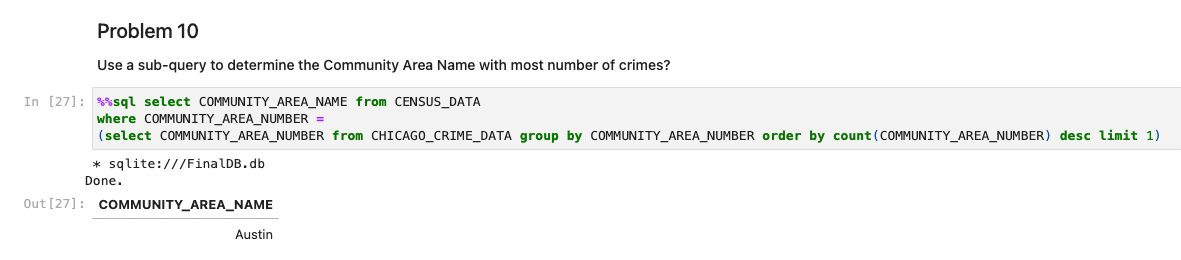 Problem 10
Use a sub-query to determine the Community Area Name with most number of crimes?
In [27]: %%sql select COMMUNITY_AREA_NAME from CENSUS_DATA
where COMMUNITY_AREA_NUMBER =
(select COMMUNITY_AREA_NUMBER from CHICAGO_CRIME_DATA group by COMMUNITY_AREA_NUMBER order by count(COMMUNITY_AREA_NUMBER) desc limit 1)
* sqlite:///FinalDB.db
Done.
Out[27]: COMMUNITY_AREA_NAME
Austin